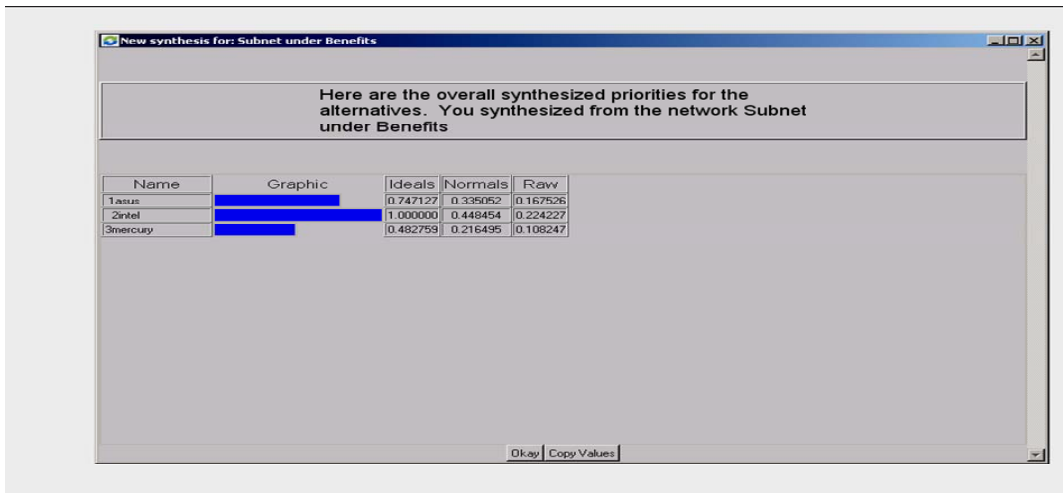 New synthesis for: Subnet under Benefits
Here are the overall synthesized priorities for the
alternatives. You synthesized from the network Subnet
under Benefits
Name Graphic Ideals Normals Raw
1asus 0.747127 0.335052 0.167526
2intel 1.000000 0.448454 0.224227
3mercury 0.482759 0.216495 0.108247
Okay Copy Values